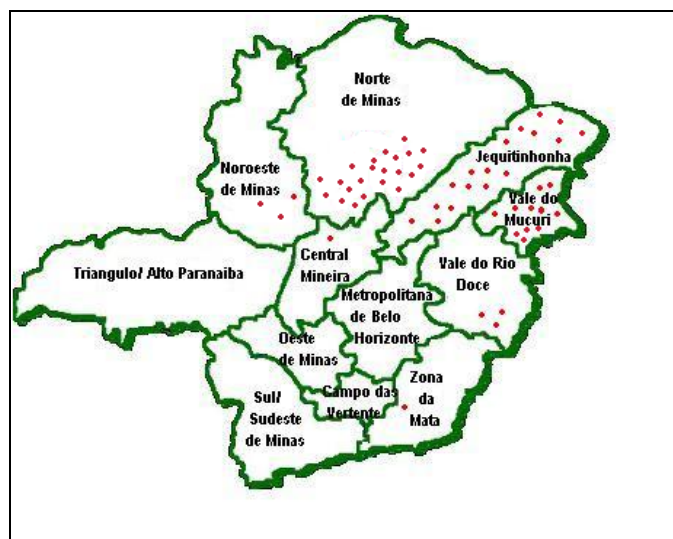 Norte
de Minas
Jequitinhonha
Noroeste
de Minas
Vale do
Mucuri
Central
Mineira
Vale do Rio
Doce
Triangulo/ Alto Paranaiba
Metropolitana
de Belo
Horizonte
Oeste
de Minas
Zona
da
Mata
Campo das
Vertente
Sul/
Sudeste
de Minas